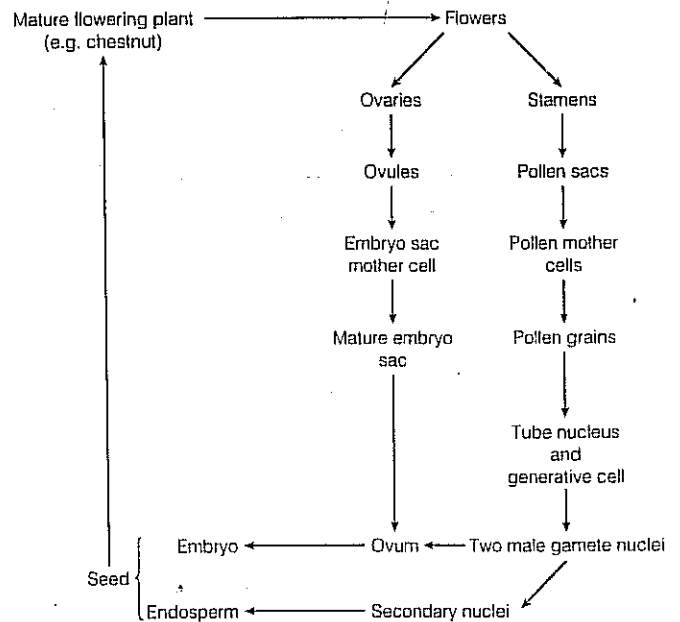 Mature flowering plant
(e.g. chestnut)
Flowers
Ovaries
Stamens
Ovules
Pollen sacs
Embryo sac
mother cell
Pollen mother
cells
Mature embryo
sac
Pollen grains
Tube nucleus
and
generative cell
Embryo
Ovum
Two male gamete nuclei
Seed
Endosperm
Secondary nuclei